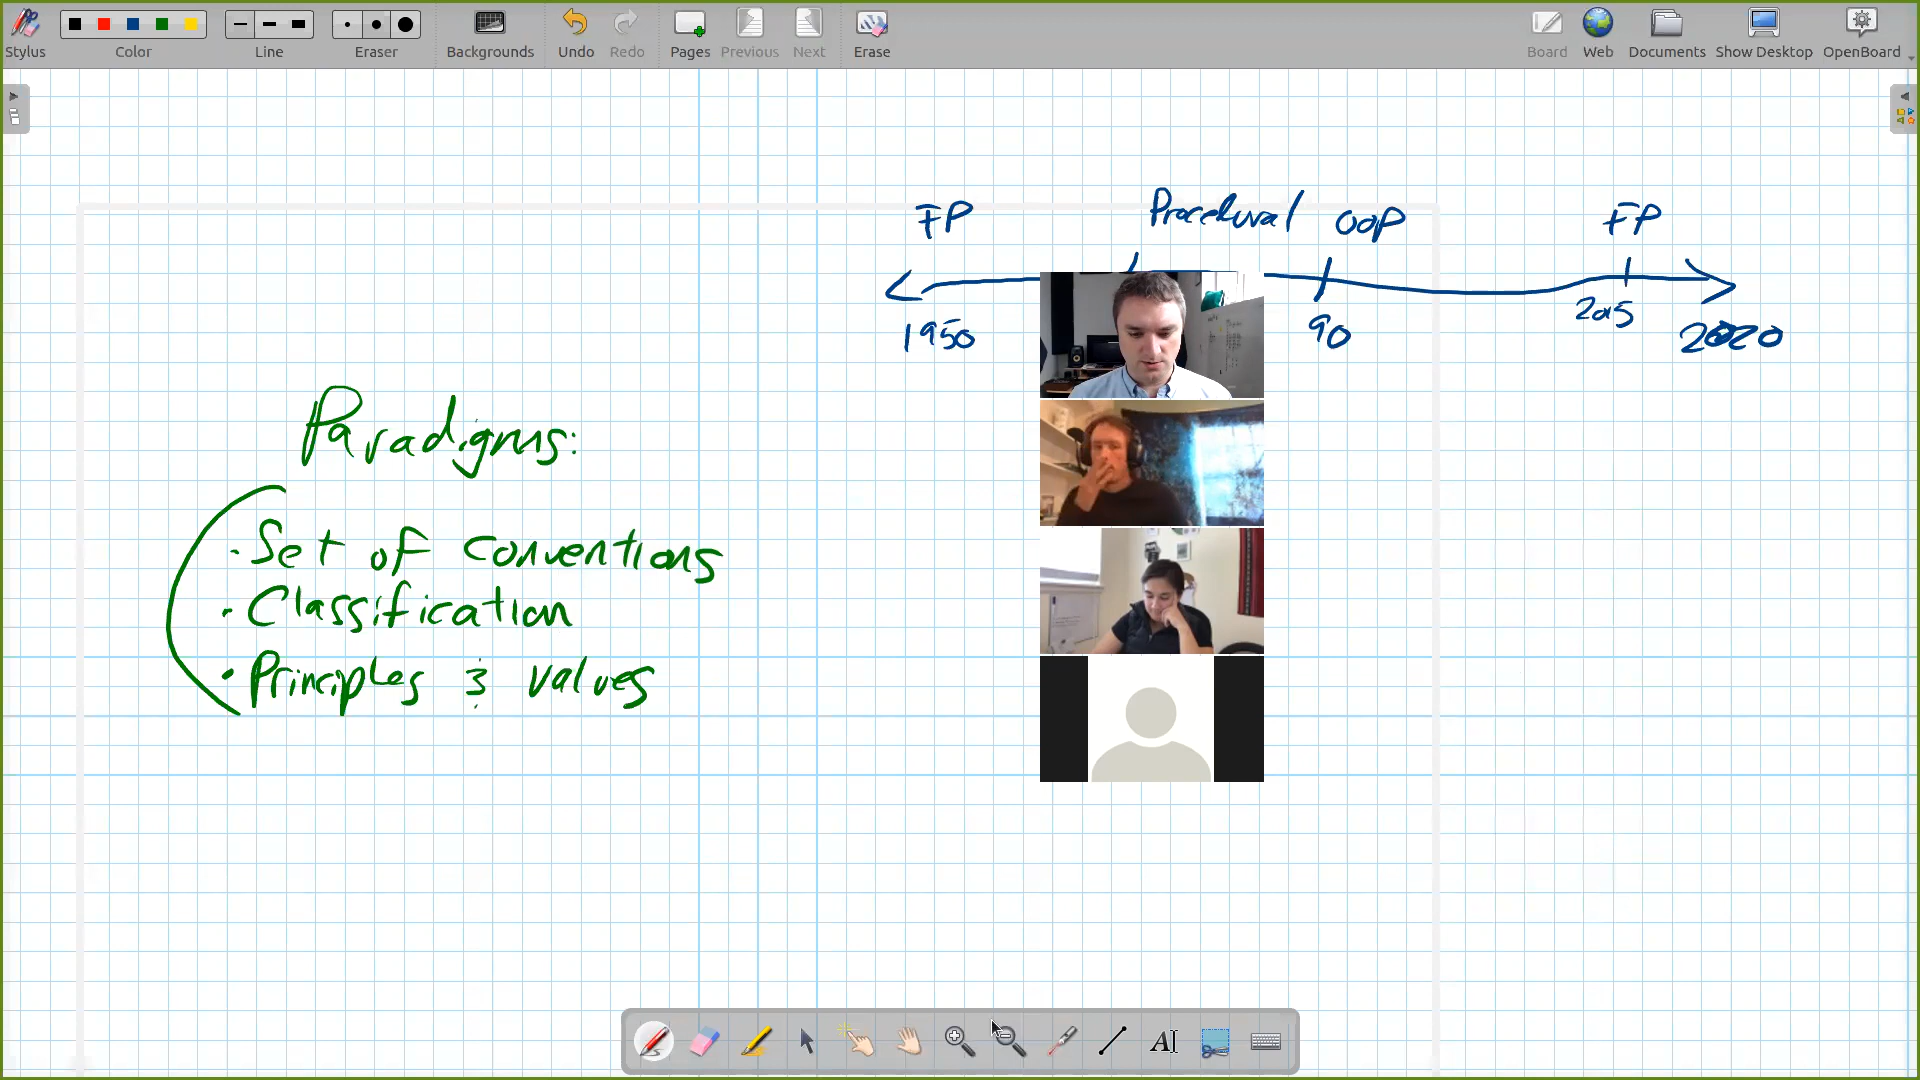 Stylus Color Line Eraser Backgrounds Undo Redo Pages Previous Next Erase Board Web Documents Show Desktop OpenBoard
FP Procedural OOP FP
1950 90 2015 2020
Paradigms:
· Set of conventions
· Classification
· Principles & values